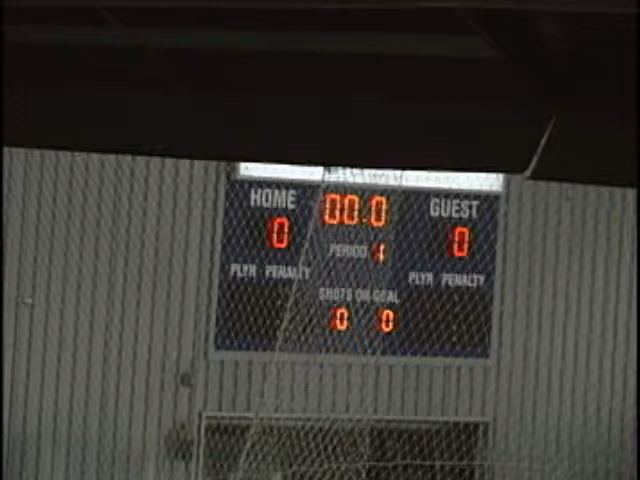 HOME 00.0 GUEST
0 PERIOD 1 0
PLYR PENALTY PLYR PENALTY
SHOTS ON GOAL
0 0